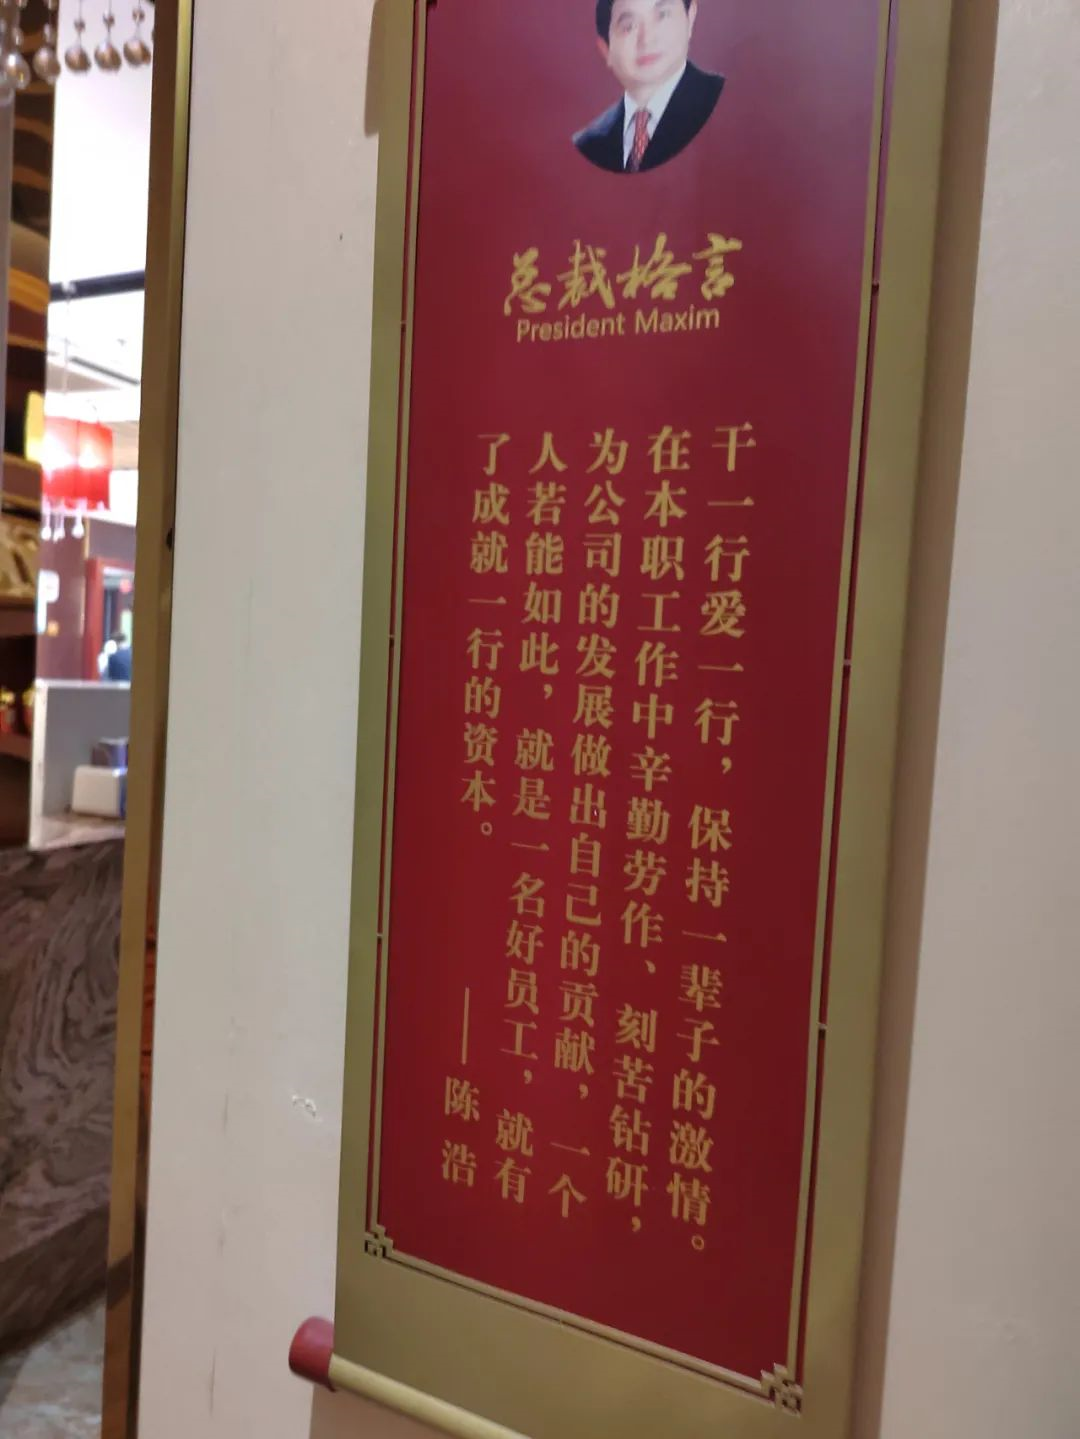 总裁格言
President Maxim
干一行爱一行，保持一辈子的激情。
在本职工作中辛勤劳作、刻苦钻研，
为公司的发展做出自己的贡献，一个
人若能如此，就是一名好员工，就有
了成就一行的资本。
——陈浩